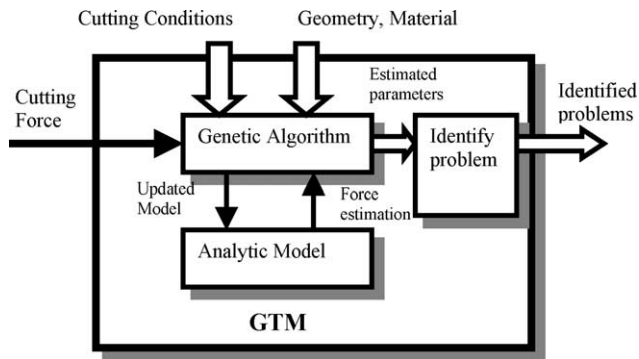 Cutting Conditions
Geometry, Material
Cutting
Force
Estimated
parameters
Identified
problems
Genetic Algorithm
Identify
problem
Updated
Model
Force
estimation
Analytic Model
GTM